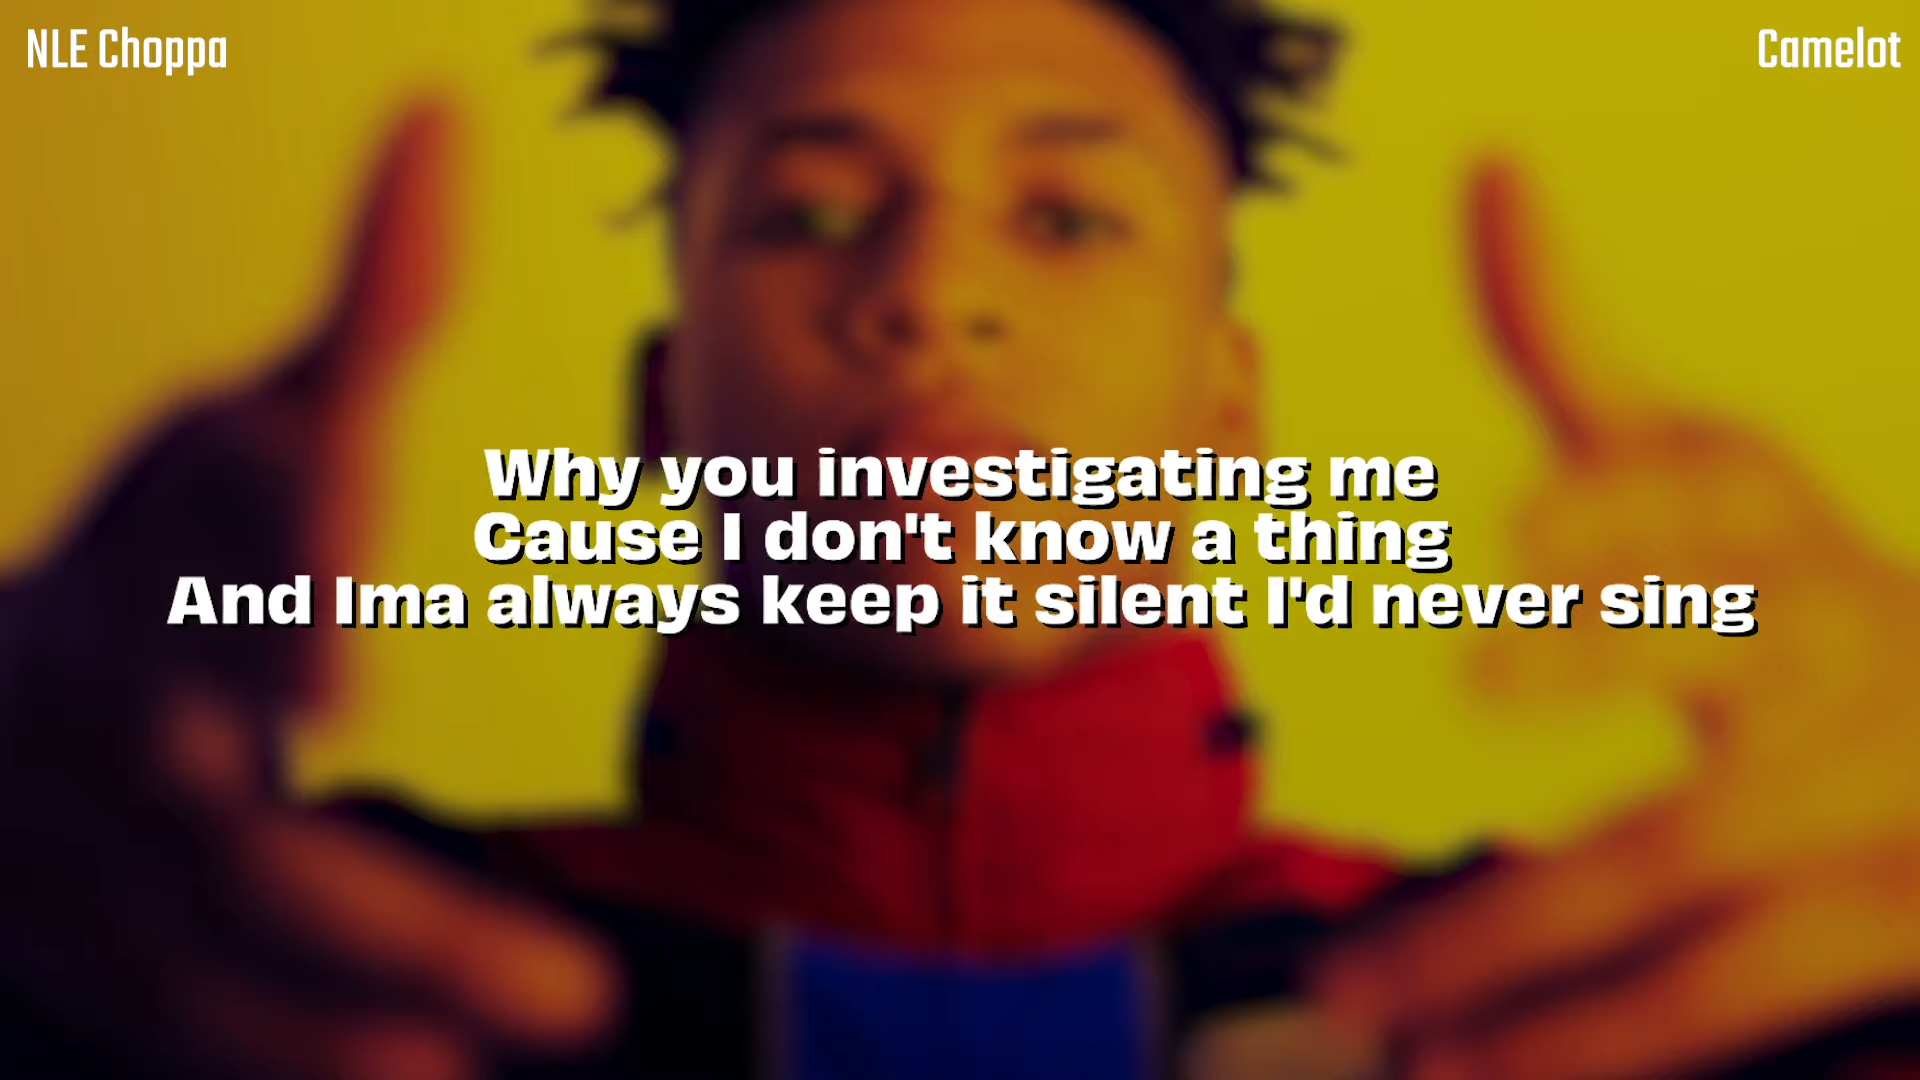 NLE Choppa
Camelot
Why you investigating me
Cause I don't know a thing
And Ima always keep it silent I'd never sing